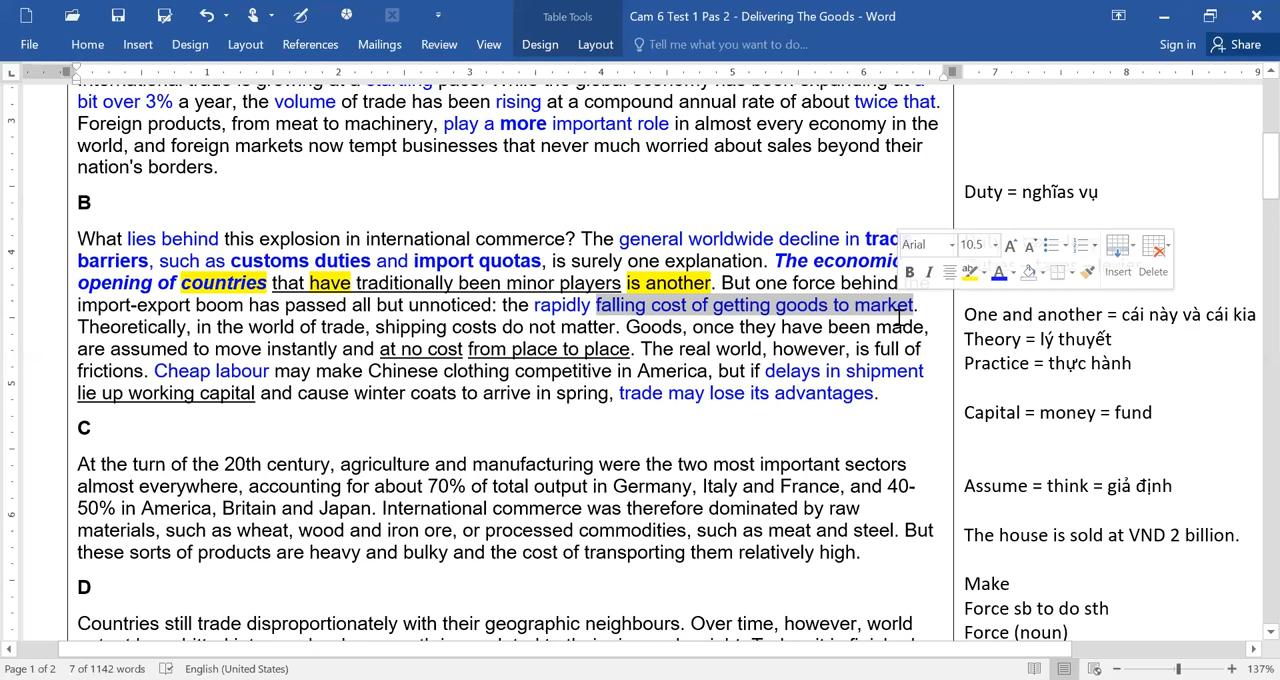 Table Tools
Cam 6 Test 1 Pas 2 - Delivering The Goods - Word
File Home Insert Design Layout References Mailings Review View Design Layout Tell me what you want to do... Sign in Share
L 1 2 3 4 5 6 7 8 9
bit over 3% a year, the volume of trade has been rising at a compound annual rate of about twice that.
Foreign products, from meat to machinery, play a more important role in almost every economy in the
world, and foreign markets now tempt businesses that never much worried about sales beyond their
nation's borders.
B
What lies behind this explosion in international commerce? The general worldwide decline in
barriers, such as customs duties and import quotas, is surely one explanation. The economic
opening of countries that have traditionally been minor players is another. But one force behind the
import-export boom has passed all but unnoticed: the rapidly falling cost of getting goods to market.
Theoretically, in the world of trade, shipping costs do not matter. Goods, once they have been made,
are assumed to move instantly and at no cost from place to place. The real world, however, is full of
frictions. Cheap labour may make Chinese clothing competitive in America, but if delays in shipment
lie up working capital and cause winter coats to arrive in spring, trade may lose its advantages.
C
At the turn of the 20th century, agriculture and manufacturing were the two most important sectors
almost everywhere, accounting for about 70% of total output in Germany, Italy and France, and 40-
50% in America, Britain and Japan. International commerce was therefore dominated by raw
materials, such as wheat, wood and iron ore, or processed commodities, such as meat and steel. But
these sorts of products are heavy and bulky and the cost of transporting them relatively high.
D
Countries still trade disproportionately with their geographic neighbours. Over time, however, world
Duty = nghĩas vụ
Arial 10.5 A A
B I A Insert Delete
One and another = cái này và cái kia
Theory = lý thuyết
Practice = thực hành
Capital = money = fund
Assume = think = giả định
The house is sold at VND 2 billion.
Make
Force sb to do sth
Force (noun)
3
4
5
6
Page 1 of 2 7 of 1142 words English (United States) 137%